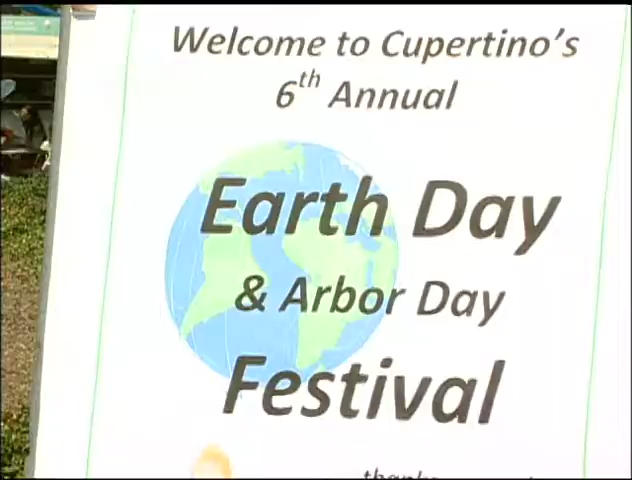 Welcome to Cupertino's
6th Annual
Earth Day
& Arbor Day
Festival